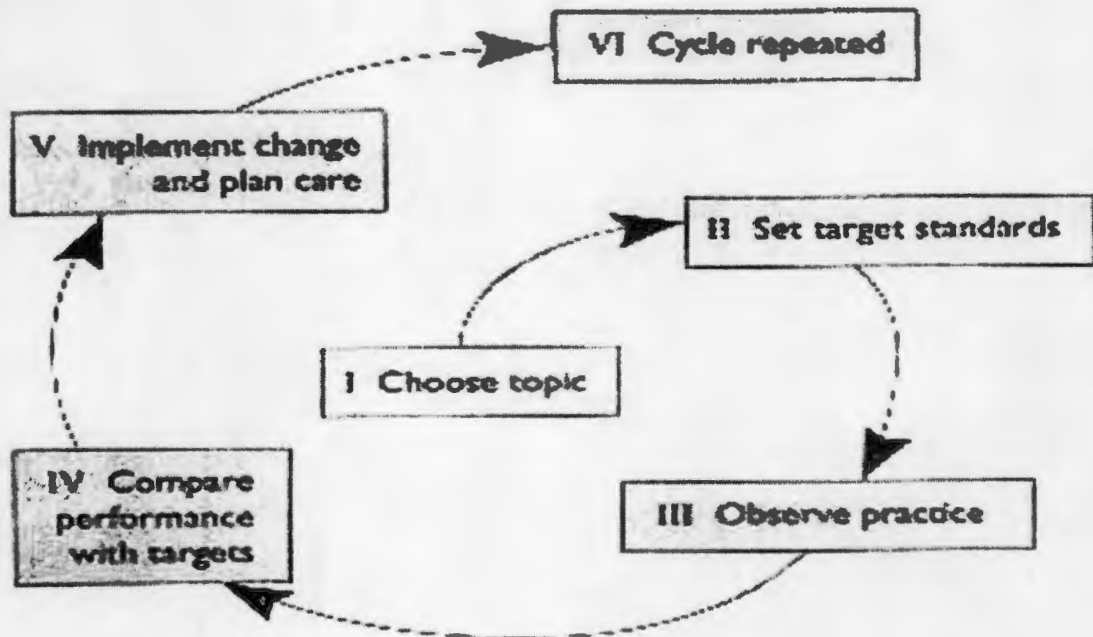 VI Cycle repeated
V Implement change
and plan care
II Set target standards
I Choose topic
IV Compare
performance
with targets
III Observe practice